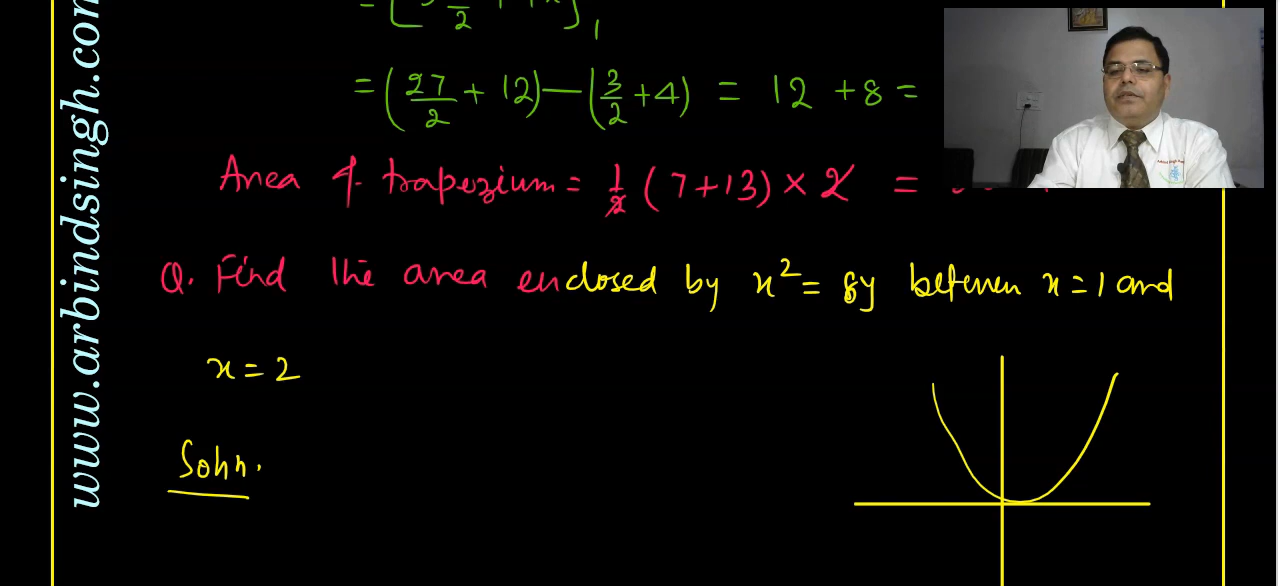 www.arbindsingh.com
= (27/2 + 12) — (3/2 + 4) = 12 + 8 =
Area of trapezium = 1/2 (7+13) × 2 =
Q. Find the area enclosed by x² = 8y between x = 1 and
x = 2
Soln.